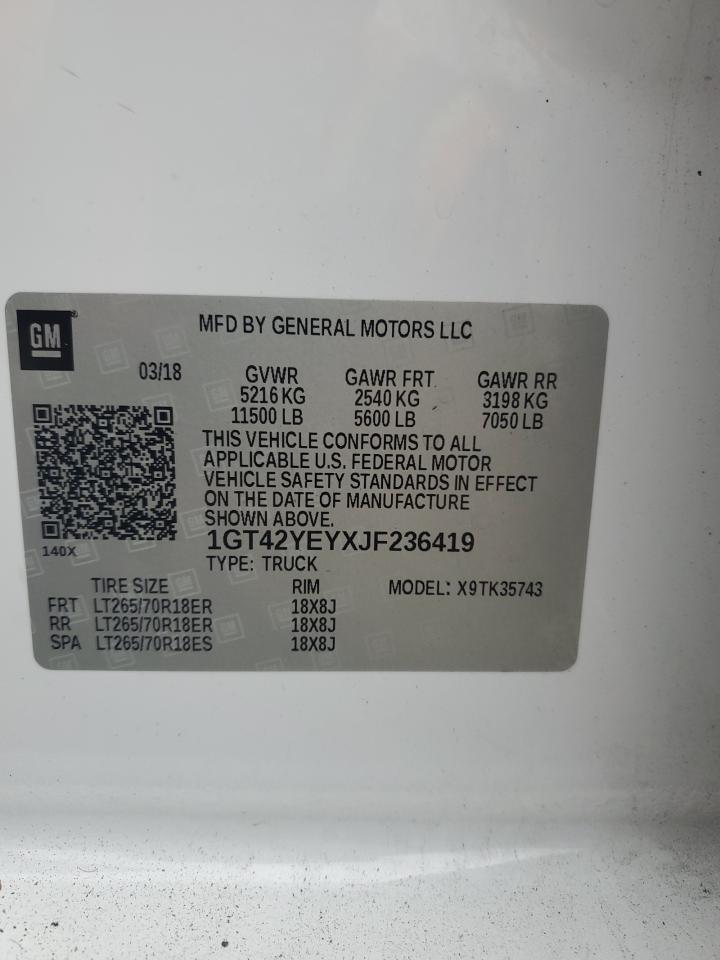 GM
MFD BY GENERAL MOTORS LLC
03/18 GVWR GAWR FRT GAWR RR
5216 KG 2540 KG 3198 KG
11500 LB 5600 LB 7050 LB
THIS VEHICLE CONFORMS TO ALL
APPLICABLE U.S. FEDERAL MOTOR
VEHICLE SAFETY STANDARDS IN EFFECT
ON THE DATE OF MANUFACTURE
SHOWN ABOVE.
1GT42YEYXJF236419
140X
TYPE: TRUCK
TIRE SIZE RIM MODEL: X9TK35743
FRT LT265/70R18ER 18X8J
RR LT265/70R18ER 18X8J
SPA LT265/70R18ES 18X8J